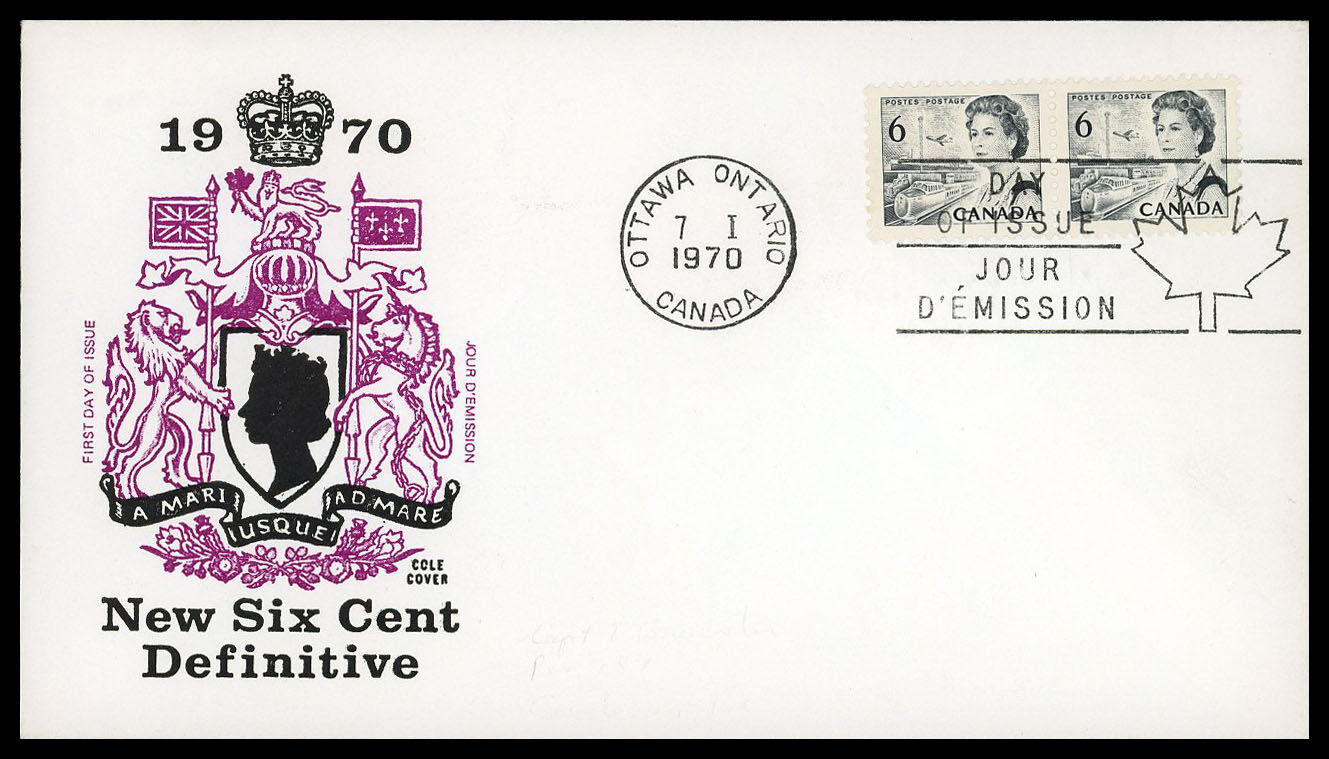 19 70
FIRST DAY OF ISSUE
JOUR D'EMISSION
A MARI USQUE AD MARE
COLE
COVER
New Six Cent
Definitive
OTTAWA ONTARIO
7 I
1970
CANADA
POSTES POSTAGE
6
CANADA
POSTES POSTAGE
6
CANADA
DAY
OF ISSUE
JOUR
D'ÉMISSION